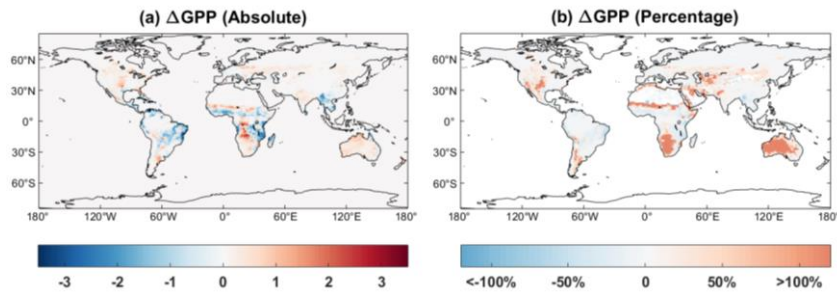 (a) ΔGPP (Absolute)
60°N
30°N
0°
30°S
60°S
180°
120°W
60°W
0°
60°E
120°E
180°
-3
-2
-1
0
1
2
3
(b) ΔGPP (Percentage)
60°N
30°N
0°
30°S
60°S
180°
120°W
60°W
0°
60°E
120°E
180°
<-100%
-50%
0
50%
>100%